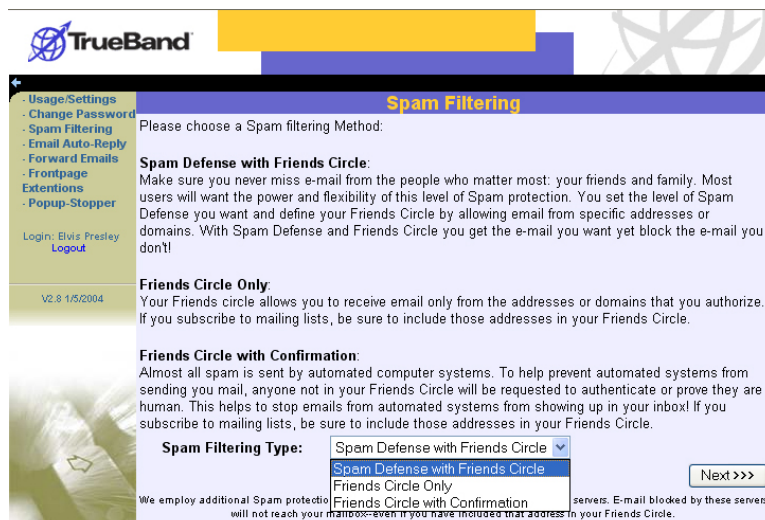 TrueBand
· Usage/Settings
· Change Password
· Spam Filtering
· Email Auto-Reply
· Forward Emails
· Frontpage
Extentions
· Popup-Stopper
Login: Elvis Presley
Logout
V2.8 1/5/2004
Spam Filtering
Please choose a Spam filtering Method:
Spam Defense with Friends Circle:
Make sure you never miss e-mail from the people who matter most: your friends and family. Most
users will want the power and flexibility of this level of Spam protection. You set the level of Spam
Defense you want and define your Friends Circle by allowing email from specific addresses or
domains. With Spam Defense and Friends Circle you get the e-mail you want yet block the e-mail you
don't!
Friends Circle Only:
Your Friends circle allows you to receive email only from the addresses or domains that you authorize.
If you subscribe to mailing lists, be sure to include those addresses in your Friends Circle.
Friends Circle with Confirmation:
Almost all spam is sent by automated computer systems. To help prevent automated systems from
sending you mail, anyone not in your Friends Circle will be requested to authenticate or prove they are
human. This helps to stop emails from automated systems from showing up in your inbox! If you
subscribe to mailing lists, be sure to include those addresses in your Friends Circle.
Spam Filtering Type: Spam Defense with Friends Circle
Spam Defense with Friends Circle
Friends Circle Only
Friends Circle with Confirmation
Next >>>
We employ additional Spam servers. E-mail blocked by these servers
will not reach your mailbox--even if you have included that address in your Friends Circle.